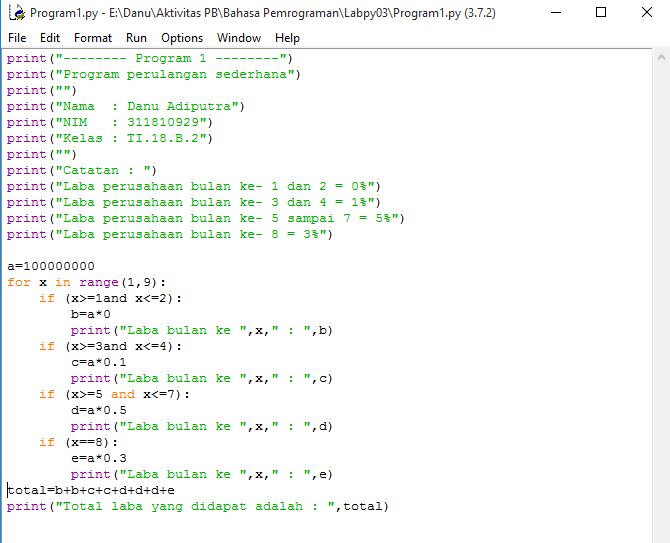 Program1.py - E:\Danu\Aktivitas PB\Bahasa Pemrograman\Labpy03\Program1.py (3.7.2)
File Edit Format Run Options Window Help
print("-------- Program 1 --------")
print("Program perulangan sederhana")
print("")
print("Nama  : Danu Adiputra")
print("NIM   : 311810929")
print("Kelas : TI.18.B.2")
print("")
print("Catatan : ")
print("Laba perusahaan bulan ke- 1 dan 2 = 0%")
print("Laba perusahaan bulan ke- 3 dan 4 = 1%")
print("Laba perusahaan bulan ke- 5 sampai 7 = 5%")
print("Laba perusahaan bulan ke- 8 = 3%")

a=100000000
for x in range(1,9):
    if (x>=1and x<=2):
        b=a*0
        print("Laba bulan ke ",x," : ",b)
    if (x>=3and x<=4):
        c=a*0.1
        print("Laba bulan ke ",x," : ",c)
    if (x>=5 and x<=7):
        d=a*0.5
        print("Laba bulan ke ",x," : ",d)
    if (x==8):
        e=a*0.3
        print("Laba bulan ke ",x," : ",e)
total=b+b+c+c+d+d+d+e
print("Total laba yang didapat adalah : ",total)